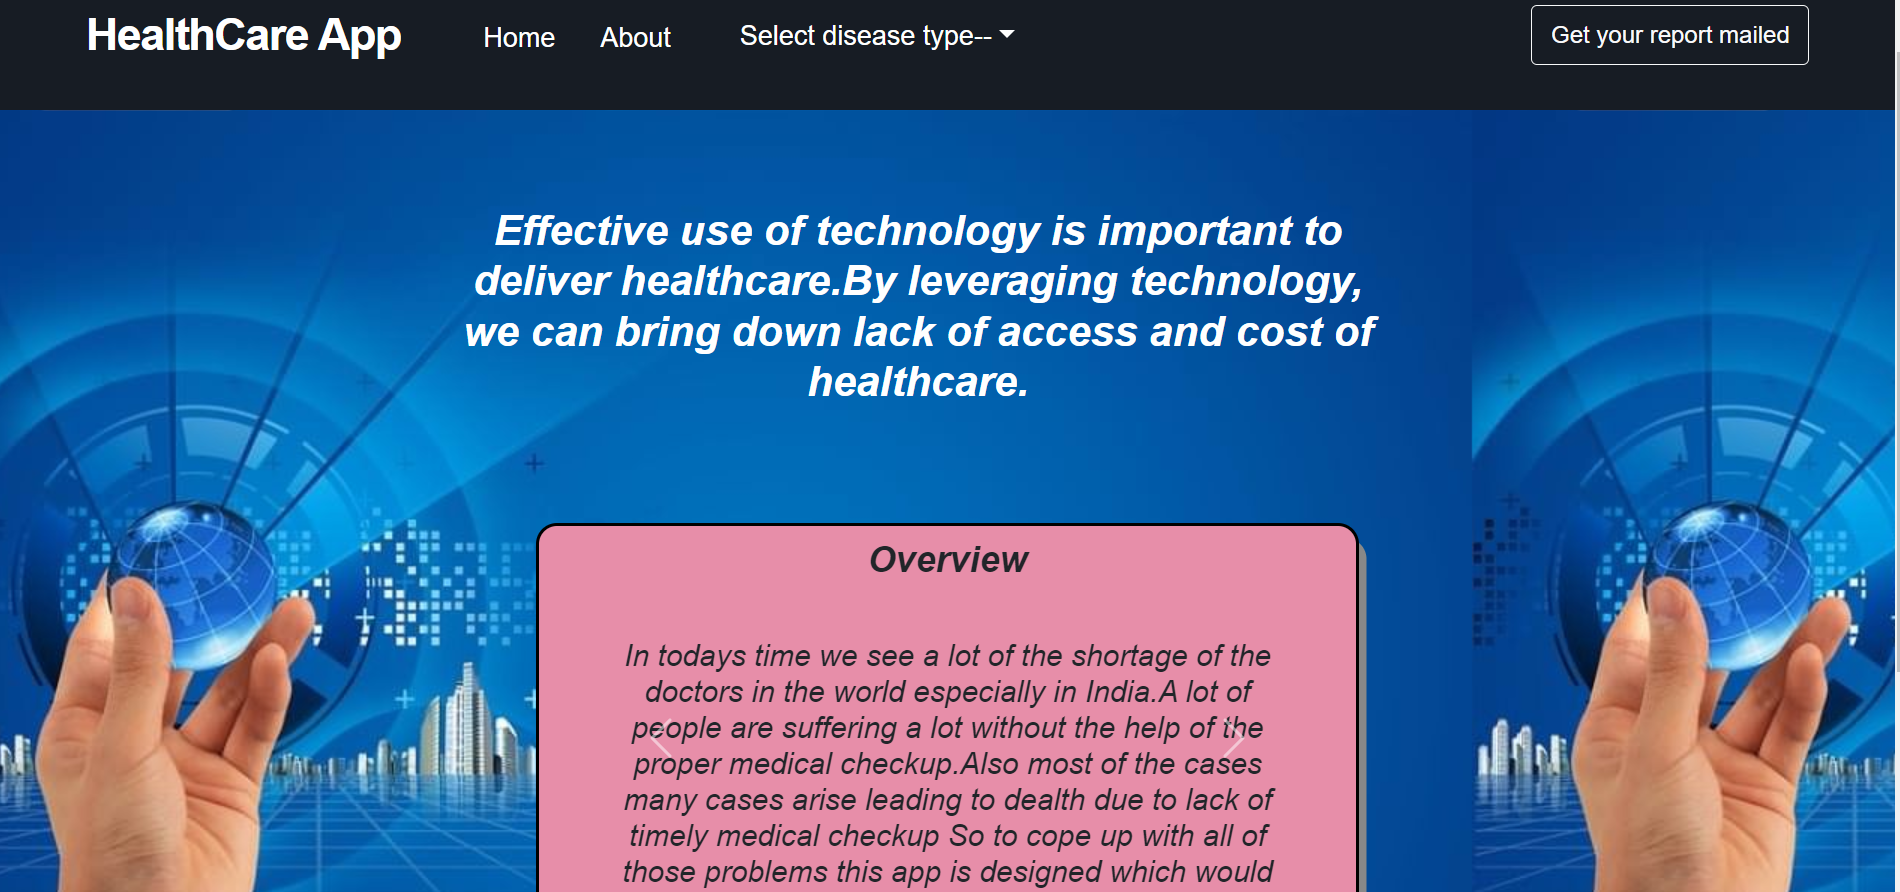 HealthCare App
Home
About
Select disease type--
Get your report mailed
Effective use of technology is important to
deliver healthcare.By leveraging technology,
we can bring down lack of access and cost of
healthcare.
Overview
In todays time we see a lot of the shortage of the
doctors in the world especially in India.A lot of
people are suffering a lot without the help of the
proper medical checkup.Also most of the cases
many cases arise leading to dealth due to lack of
timely medical checkup So to cope up with all of
those problems this app is designed which would